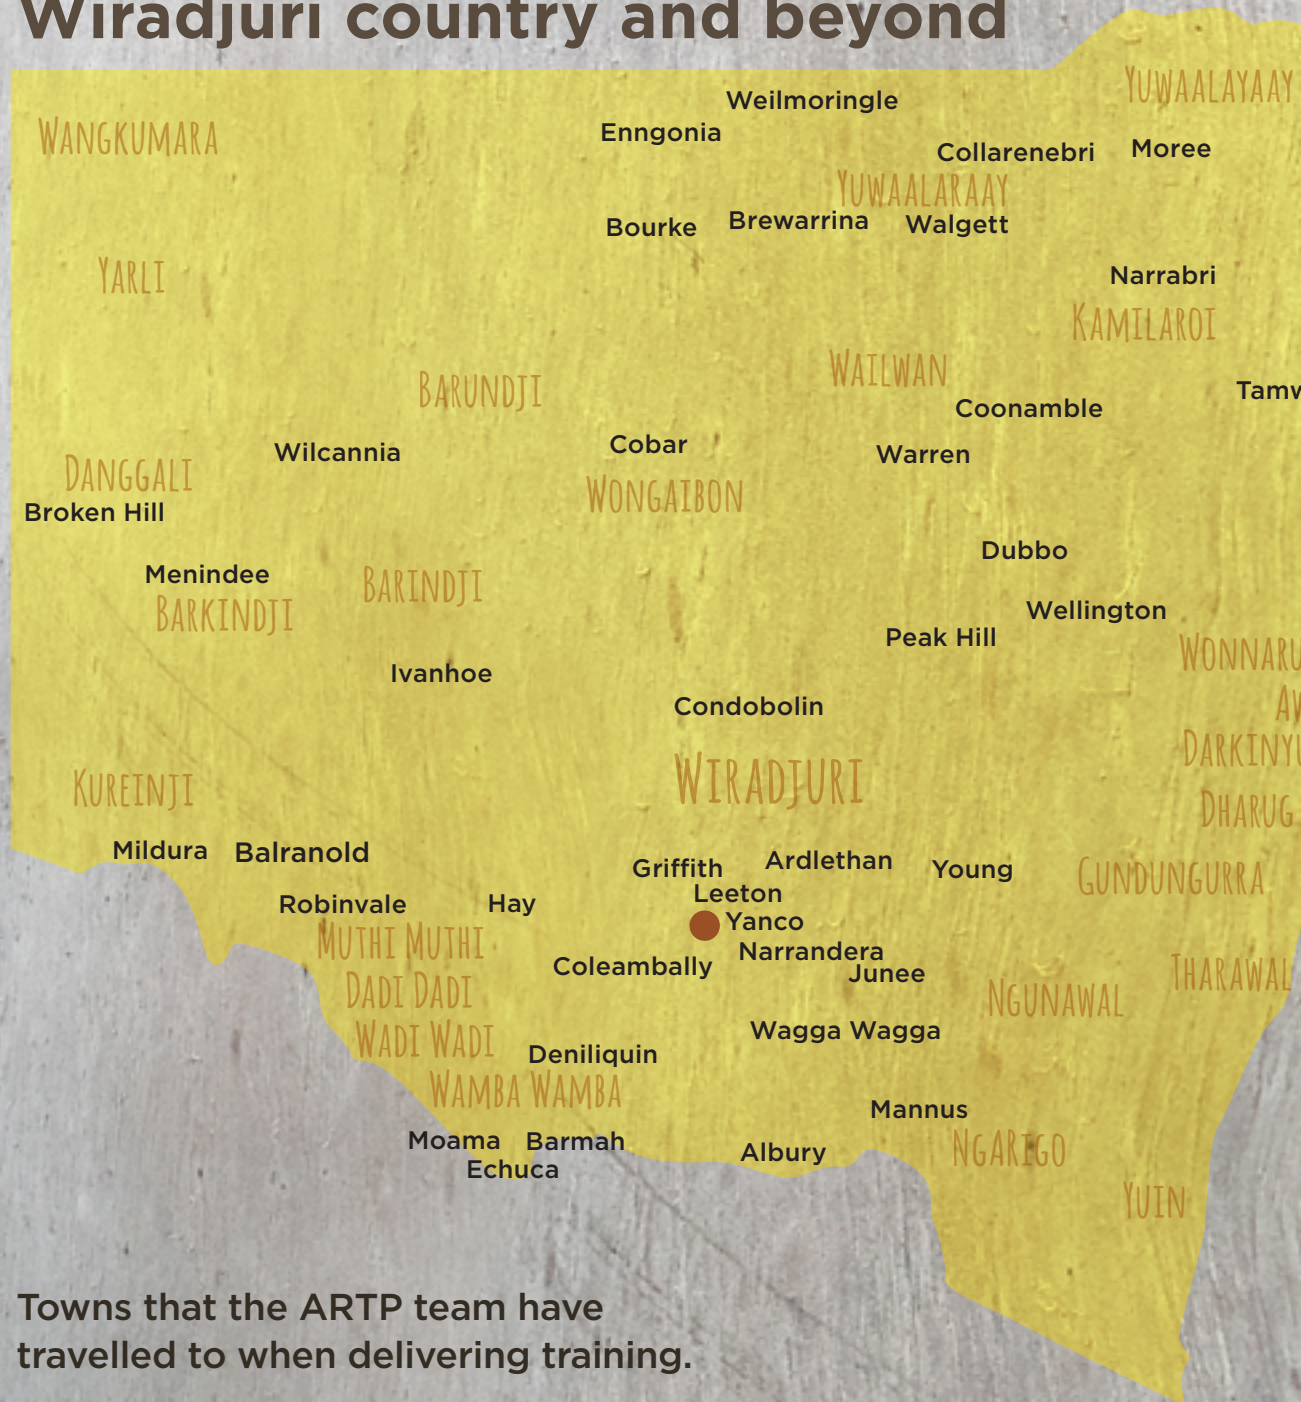 Wiradjuri country and beyond
YUWAALAYAAY
Weilmoringle
WANGKUMARA
Enngonia
Collarenebri
Moree
YUWAALARAAY
Bourke
Brewarrina
Walgett
YARLI
Narrabri
KAMILAROI
WAILWAN
BARUNDJI
Tamw
Coonamble
Wilcannia
Cobar
Warren
DANGGALI
WONGAIBON
Broken Hill
Dubbo
Menindee
BARINDJI
BARKINDJI
Wellington
Peak Hill
WONNARU
Ivanhoe
Condobolin
DARKINYU
WIRADJURI
KUREINJI
DHARUG
Mildura
Balranold
Griffith
Ardlethan
Young
GUNDUNGURRA
Leeton
Robinvale
Hay
Yanco
MUTHI MUTHI
Narrandera
Coleambally
Junee
THARAWAL
DADI DADI
NGUNAWAL
Wagga Wagga
WADI WADI
Deniliquin
WAMBA WAMBA
Mannus
Moama
Barmah
Albury
NGARIGO
Echuca
YUIN
Towns that the ARTP team have
travelled to when delivering training.